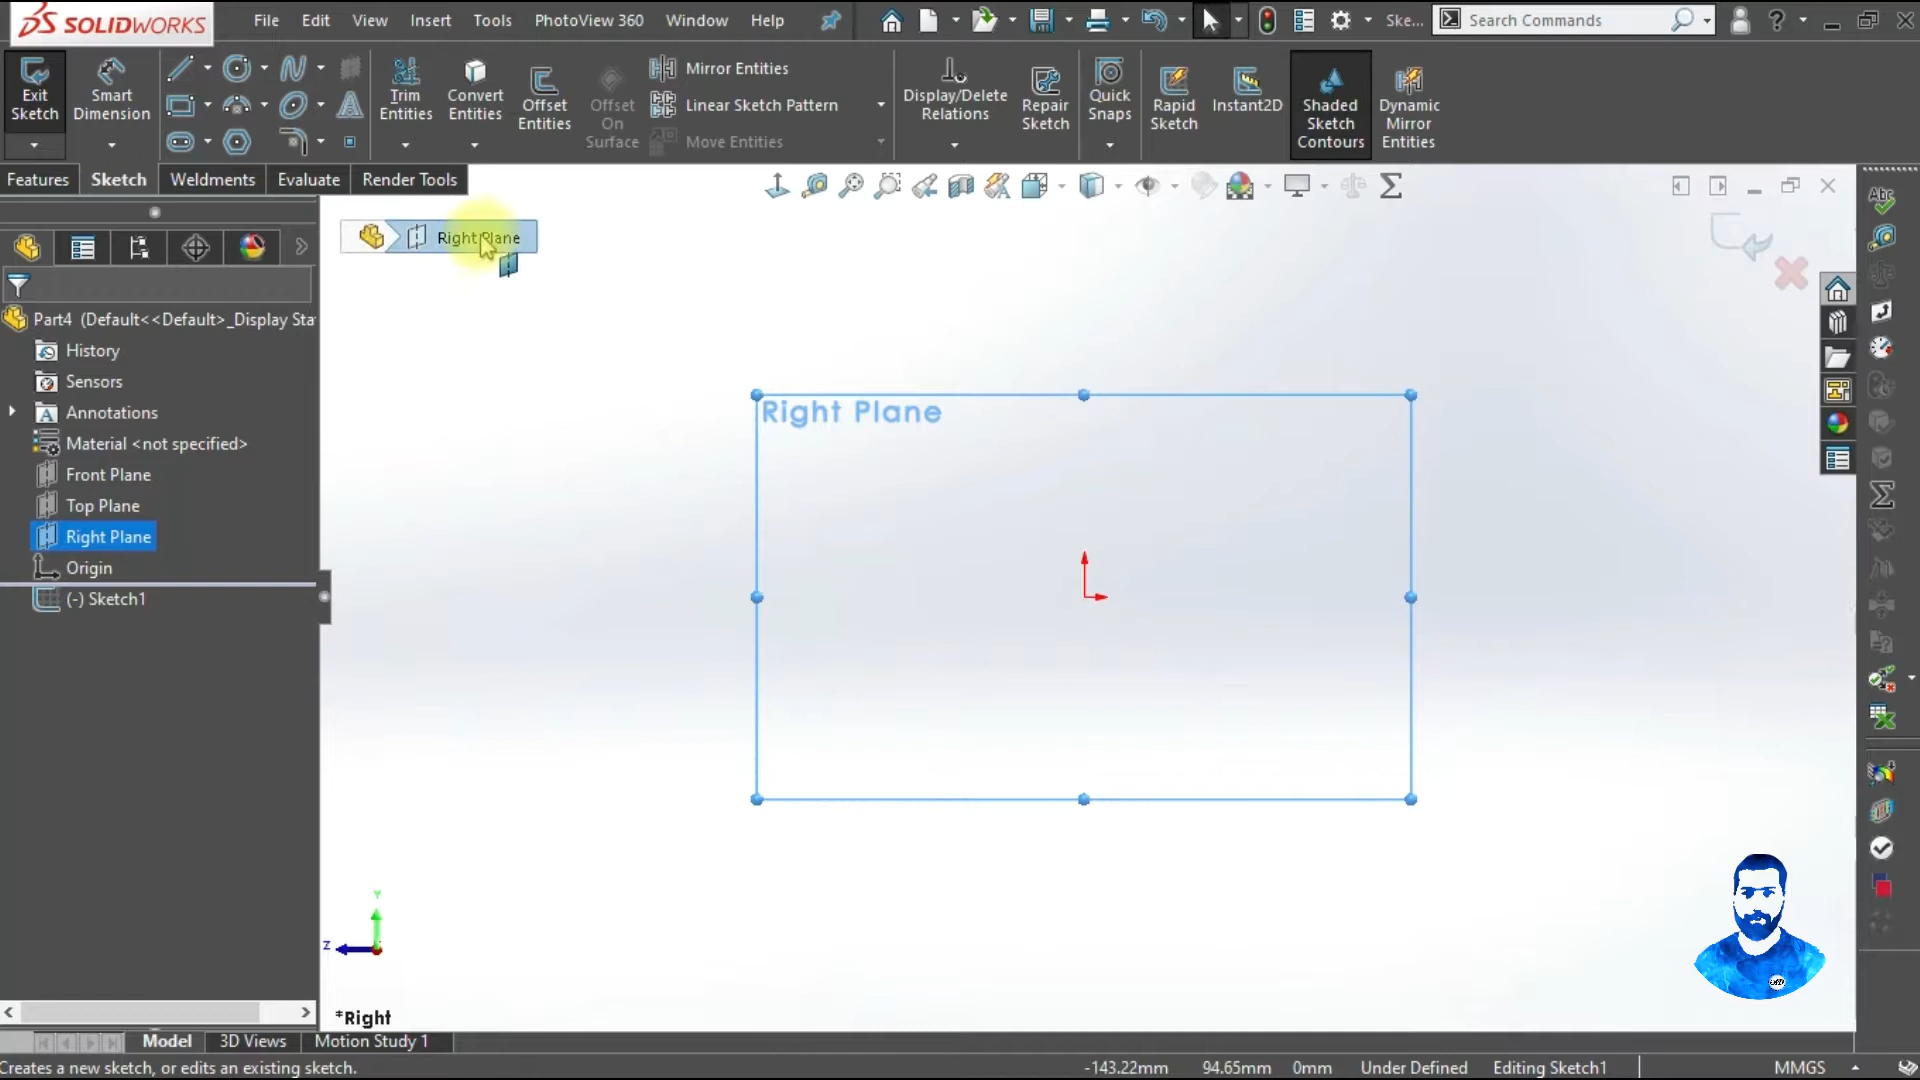 SOLIDWORKS
File Edit View Insert Tools PhotoView 360 Window Help
Ske...
Search Commands
Exit Sketch
Smart Dimension
Trim Entities
Convert Entities
Offset Entities
Offset On Surface
Mirror Entities
Linear Sketch Pattern
Move Entities
Display/Delete Relations
Repair Sketch
Quick Snaps
Rapid Sketch
Instant2D
Shaded Sketch Contours
Dynamic Mirror Entities
Features Sketch Weldments Evaluate Render Tools
Right Plane
Part4 (Default<<Default>_Display Sta
History
Sensors
Annotations
Material <not specified>
Front Plane
Top Plane
Right Plane
Origin
(-) Sketch1
Right Plane
Y
Z
*Right
Model 3D Views Motion Study 1
Creates a new sketch, or edits an existing sketch.
-143.22mm 94.65mm 0mm Under Defined Editing Sketch1 MMGS